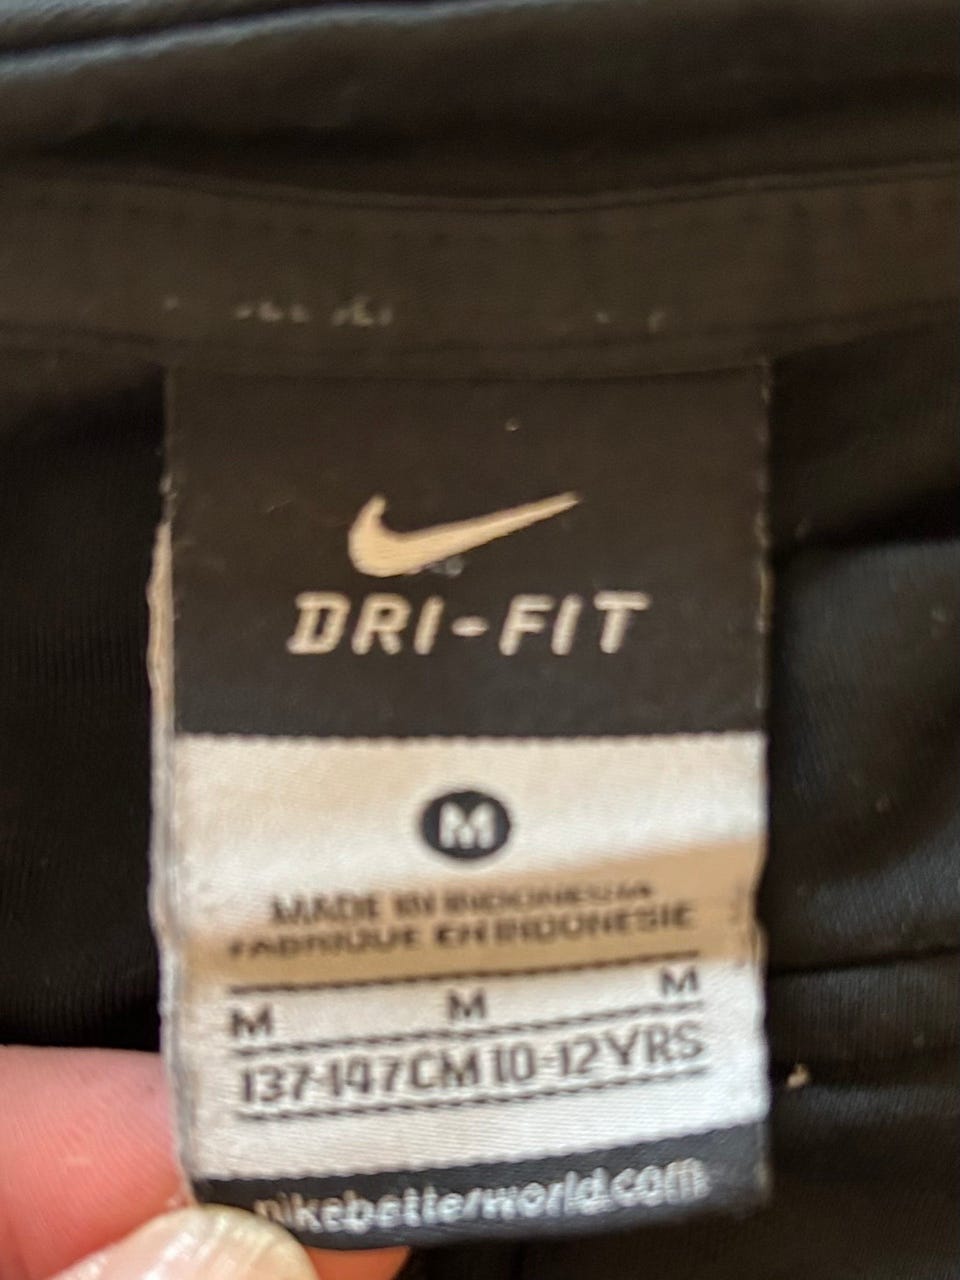 DRI-FIT
M
MADE IN INDONESIA
FABRIQUE EN INDONESIE
M M M
137-147CM 10-12YRS
nikebetterworld.com